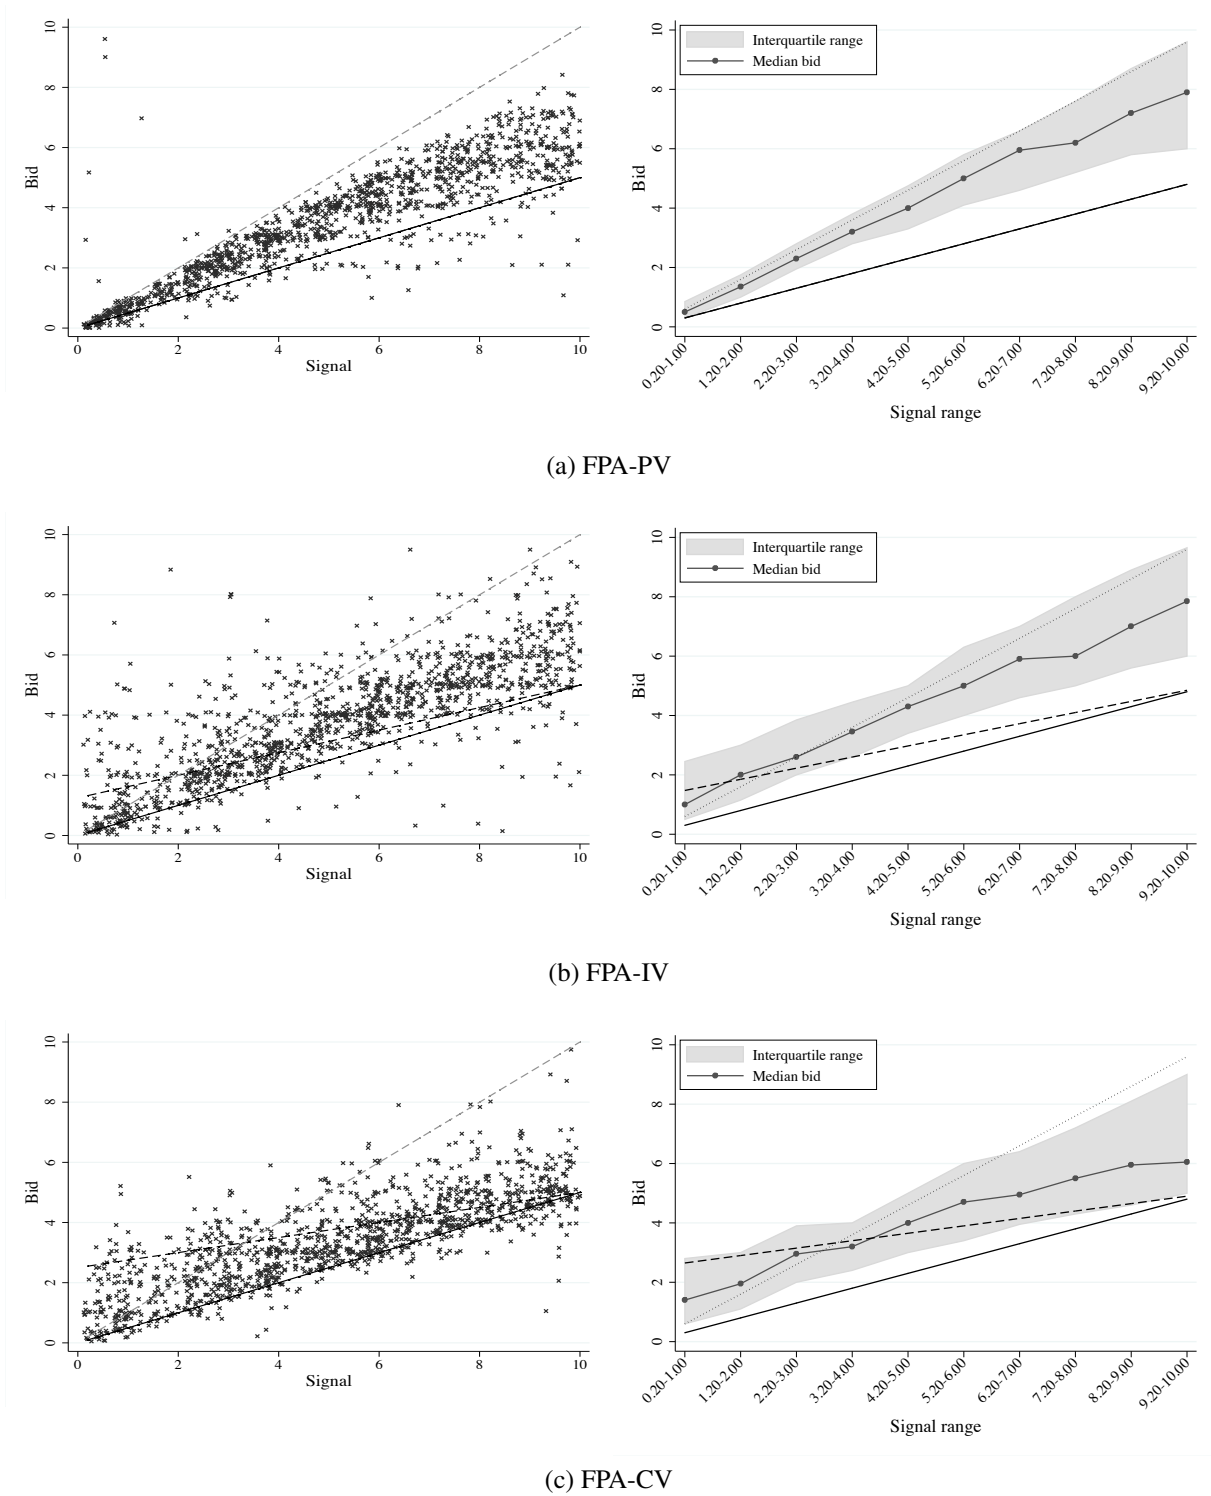 10
8
6
4
2
0
Bid
0 2 4 6 8 10
Signal
Interquartile range
Median bid
10
8
6
4
2
0
Bid
0.20-1.00 1.20-2.00 2.20-3.00 3.20-4.00 4.20-5.00 5.20-6.00 6.20-7.00 7.20-8.00 8.20-9.00 9.20-10.00
Signal range
(a) FPA-PV
10
8
6
4
2
0
Bid
0 2 4 6 8 10
Signal
Interquartile range
Median bid
10
8
6
4
2
0
Bid
0.20-1.00 1.20-2.00 2.20-3.00 3.20-4.00 4.20-5.00 5.20-6.00 6.20-7.00 7.20-8.00 8.20-9.00 9.20-10.00
Signal range
(b) FPA-IV
10
8
6
4
2
0
Bid
0 2 4 6 8 10
Signal
Interquartile range
Median bid
10
8
6
4
2
0
Bid
0.20-1.00 1.20-2.00 2.20-3.00 3.20-4.00 4.20-5.00 5.20-6.00 6.20-7.00 7.20-8.00 8.20-9.00 9.20-10.00
Signal range
(c) FPA-CV